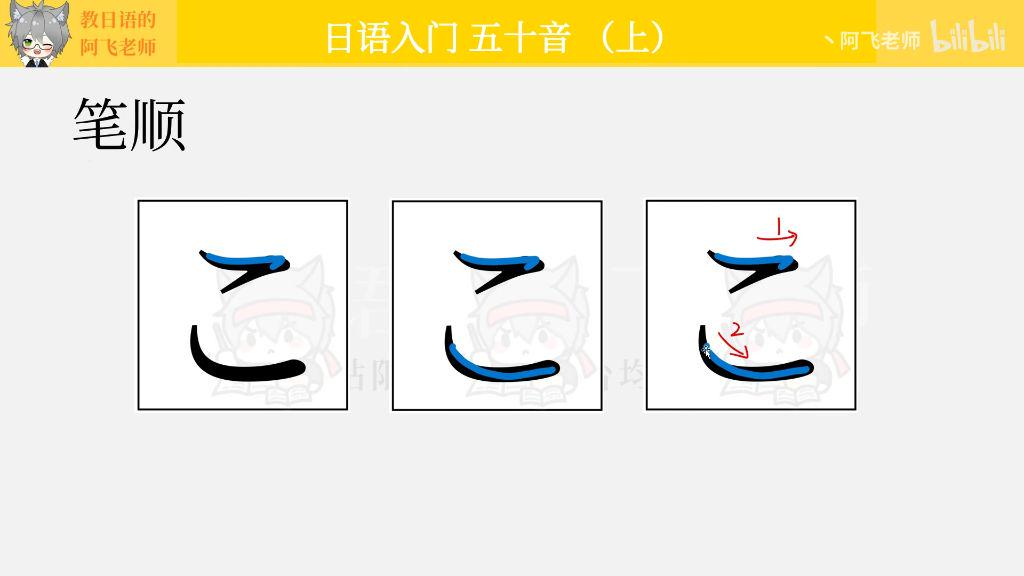 教日语的
阿飞老师
日语入门 五十音 （上）
丶阿飞老师 bilibili
笔顺
こ こ こ
1
2